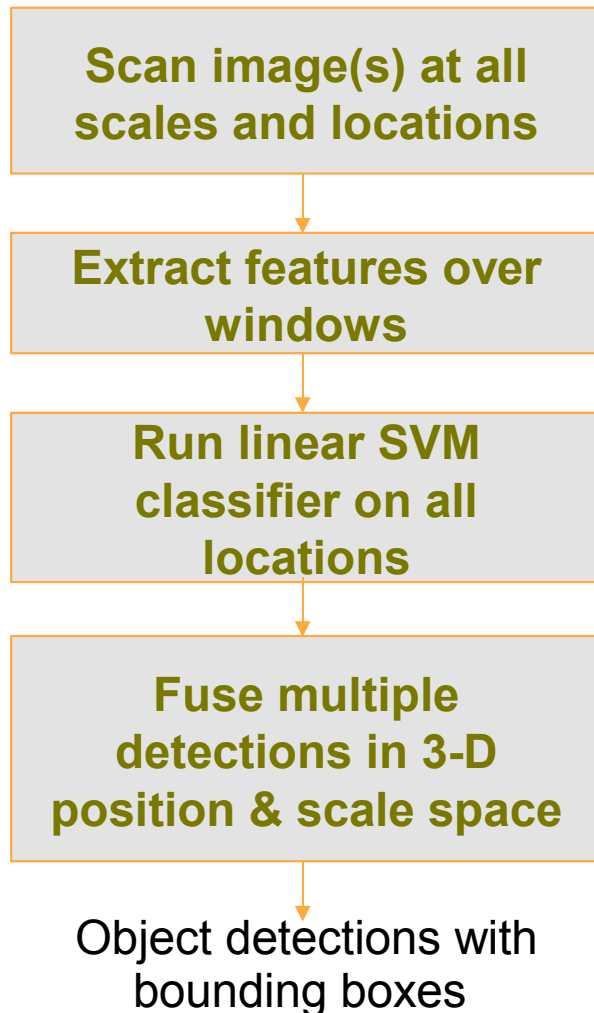 Scan image(s) at all
scales and locations
Extract features over
windows
Run linear SVM
classifier on all
locations
Fuse multiple
detections in 3-D
position & scale space
Object detections with
bounding boxes